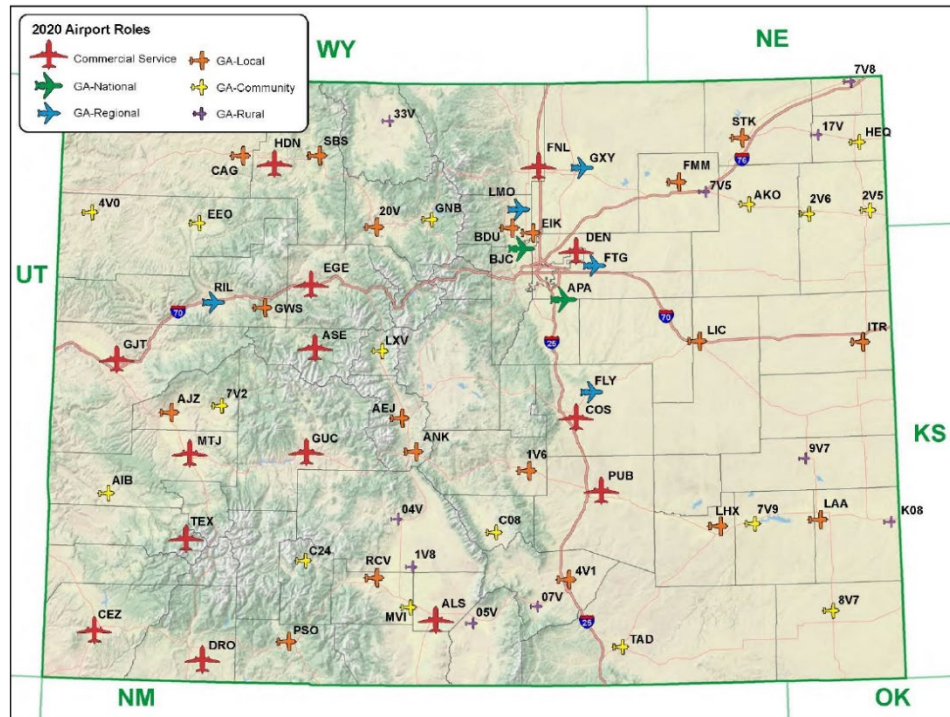 2020 Airport Roles
Commercial Service
GA-Local
GA-National
GA-Community
GA-Regional
GA-Rural
WY
NE
7V8
33V
STK
17V
HEQ
HDN
SBS
CAG
FNL
GXY
FMM
76
7V5
4V0
EEO
20V
GNB
LMO
BDU
EIK
BJC
AKO
2V6
2V5
UT
EGE
DEN
FTG
RIL
70
GWS
APA
70
GJT
ASE
LXV
25
LIC
ITR
AJZ
7V2
AEJ
FLY
COS
MTJ
GUC
ANK
KS
1V6
9V7
AIB
PUB
TEX
04V
C08
LHX
7V9
LAA
K08
C24
RCV
1V8
4V1
CEZ
MVI
ALS
05V
07V
25
8V7
PSO
DRO
TAD
NM
OK